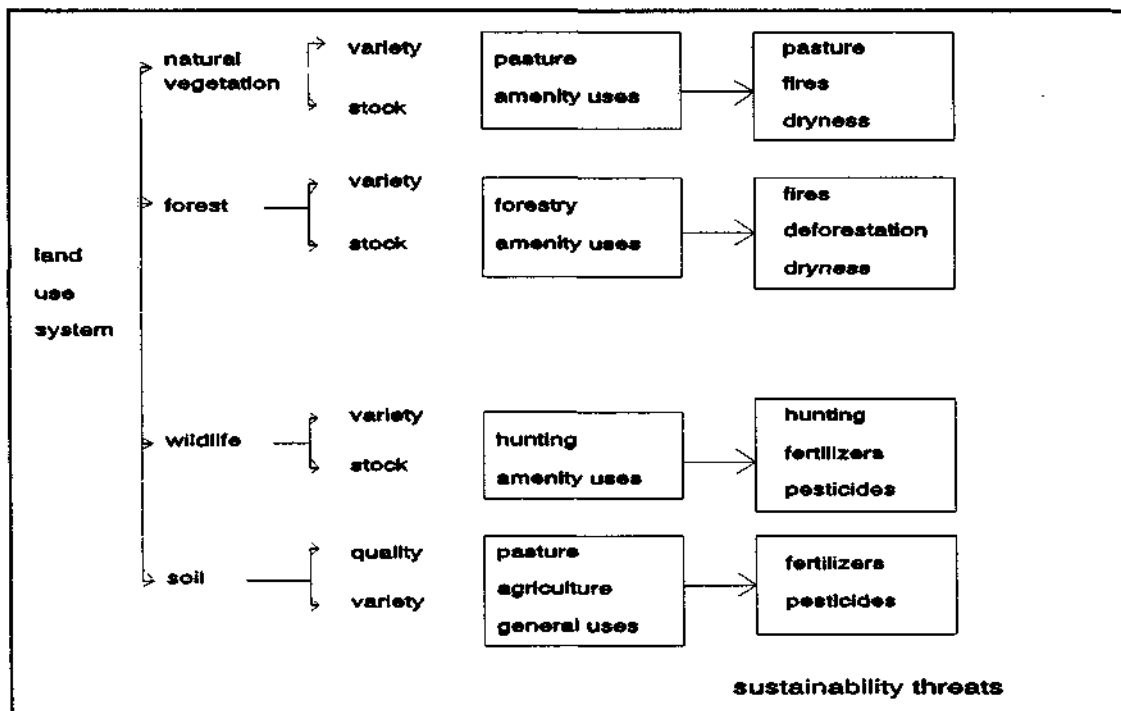 land
use
system
natural
vegetation
variety
stock
pasture
amenity uses
pasture
fires
dryness
forest
variety
stock
forestry
amenity uses
fires
deforestation
dryness
wildlife
variety
stock
hunting
amenity uses
hunting
fertilizers
pesticides
soil
quality
variety
pasture
agriculture
general uses
fertilizers
pesticides
sustainability threats